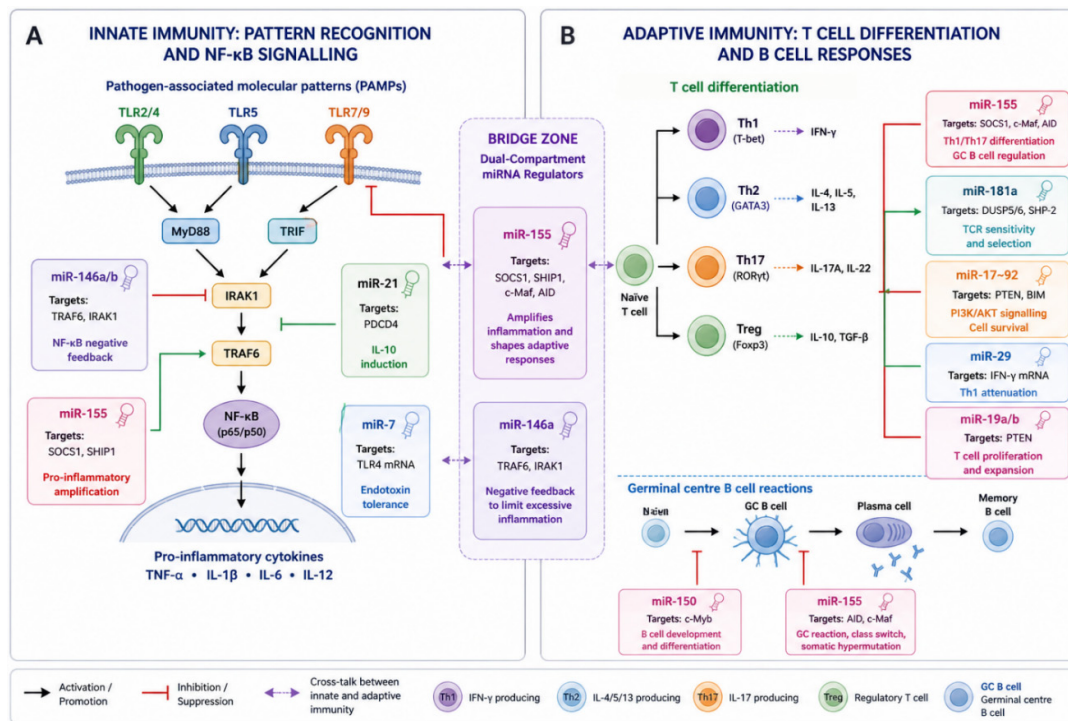 A
INNATE IMMUNITY: PATTERN RECOGNITION
AND NF-κB SIGNALLING
Pathogen-associated molecular patterns (PAMPs)
TLR2/4
TLR5
TLR7/9
MyD88
TRIF
miR-146a/b
Targets:
TRAF6, IRAK1
NF-κB negative
feedback
IRAK1
miR-21
Targets:
PDCD4
IL-10
induction
TRAF6
miR-155
Targets:
SOCS1, SHIP1
Pro-inflammatory
amplification
NF-κB
(p65/p50)
miR-7
Targets:
TLR4 mRNA
Endotoxin
tolerance
Pro-inflammatory cytokines
TNF-α • IL-1β • IL-6 • IL-12
BRIDGE ZONE
Dual-Compartment
miRNA Regulators
miR-155
Targets:
SOCS1, SHIP1,
c-Maf, AID
Amplifies
inflammation and
shapes adaptive
responses
miR-146a
Targets:
TRAF6, IRAK1
Negative feedback
to limit excessive
inflammation
B
ADAPTIVE IMMUNITY: T CELL DIFFERENTIATION
AND B CELL RESPONSES
T cell differentiation
Naïve
T cell
Th1
(T-bet)
IFN-γ
Th2
(GATA3)
IL-4, IL-5,
IL-13
Th17
(RORγt)
IL-17A, IL-22
Treg
(Foxp3)
IL-10, TGF-β
miR-155
Targets: SOCS1, c-Maf, AID
Th1/Th17 differentiation
GC B cell regulation
miR-181a
Targets: DUSP5/6, SHP-2
TCR sensitivity
and selection
miR-17~92
Targets: PTEN, BIM
PI3K/AKT signalling
Cell survival
miR-29
Targets: IFN-γ mRNA
Th1 attenuation
miR-19a/b
Targets: PTEN
T cell proliferation
and expansion
Germinal centre B cell reactions
GC B cell
Plasma cell
Memory
B cell
miR-150
Targets: c-Myb
B cell development
and differentiation
miR-155
Targets: AID, c-Maf
GC reaction, class switch,
somatic hypermutation
Activation /
Promotion
Inhibition /
Suppression
Cross-talk between
innate and adaptive
immunity
Th1 IFN-γ producing
Th2 IL-4/5/13 producing
Th17 IL-17 producing
Treg Regulatory T cell
GC B cell
Germinal centre
B cell